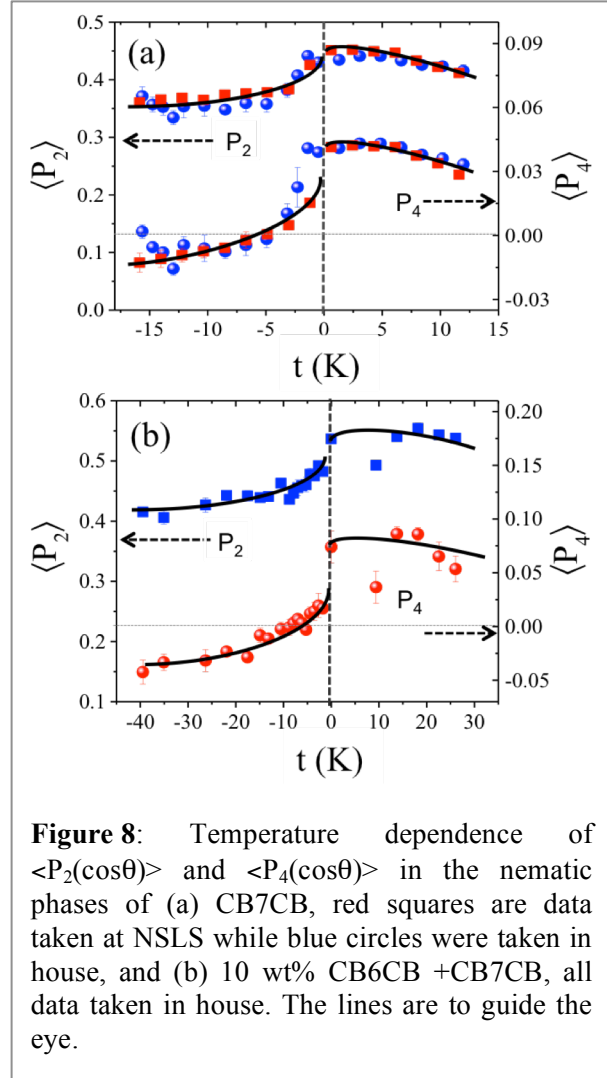 (a)
0.5
0.4
0.3
0.2
0.1
0.0
⟨P2⟩
0.09
0.06
0.03
0.00
-0.03
⟨P4⟩
P2
P4
-15 -10 -5 0 5 10 15
t (K)
(b)
0.6
0.5
0.4
0.3
0.2
0.1
⟨P2⟩
0.20
0.15
0.10
0.05
0.00
-0.05
⟨P4⟩
P2
P4
-40 -30 -20 -10 0 10 20 30
t (K)
Figure 8: Temperature dependence of
<P2(cosθ)> and <P4(cosθ)> in the nematic
phases of (a) CB7CB, red squares are data
taken at NSLS while blue circles were taken in
house, and (b) 10 wt% CB6CB +CB7CB, all
data taken in house. The lines are to guide the
eye.